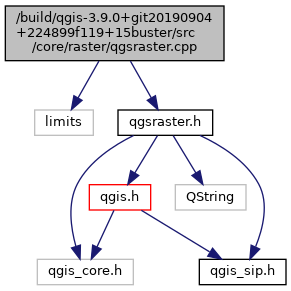 /build/qgis-3.9.0+git20190904
+224899f119+15buster/src
/core/raster/qgsraster.cpp
limits
qgsraster.h
qgis.h
QString
qgis_core.h
qgis_sip.h